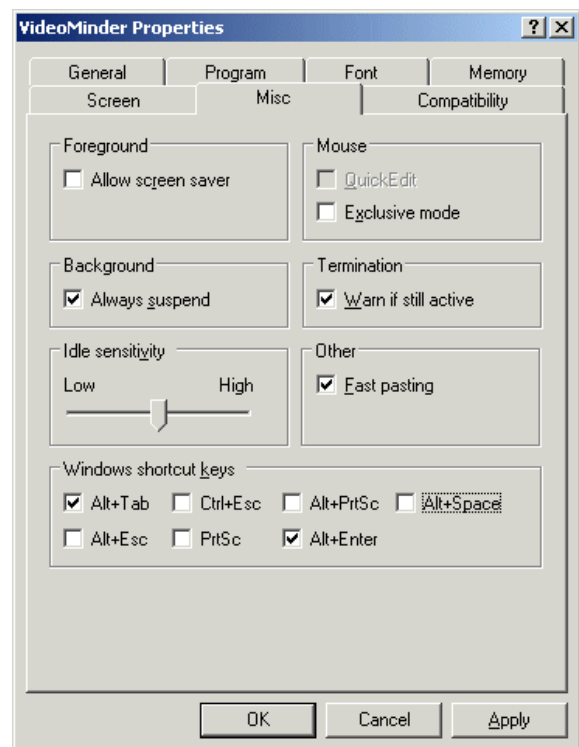 VideoMinder Properties
General Program Font Memory
Screen Misc Compatibility
Foreground Mouse
Allow screen saver QuickEdit
Exclusive mode
Background Termination
Always suspend Warn if still active
Idle sensitivity Other
Low High Fast pasting
Windows shortcut keys
Alt+Tab Ctrl+Esc Alt+PrtSc Alt+Space
Alt+Esc PrtSc Alt+Enter
OK Cancel Apply